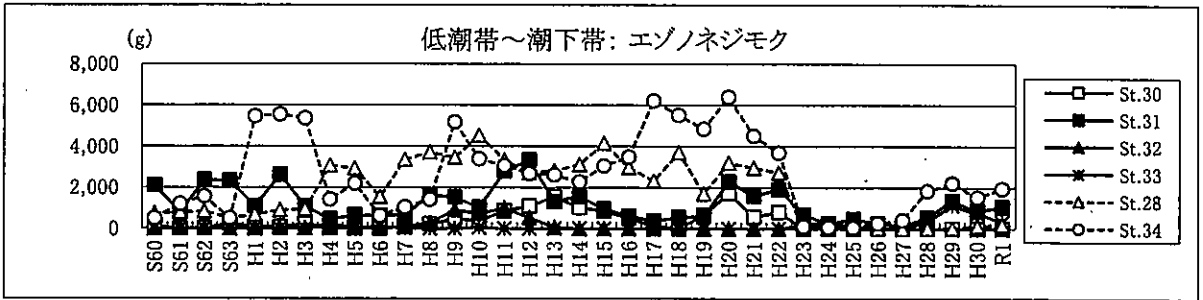 低潮帯～潮下帯: エゾノネジモク
(g)
8,000
6,000
4,000
2,000
0
S60
S61
S62
S63
H1
H2
H3
H4
H5
H6
H7
H8
H9
H10
H11
H12
H13
H14
H15
H16
H17
H18
H19
H20
H21
H22
H23
H24
H25
H26
H27
H28
H29
H30
R1
St.30
St.31
St.32
St.33
St.28
St.34